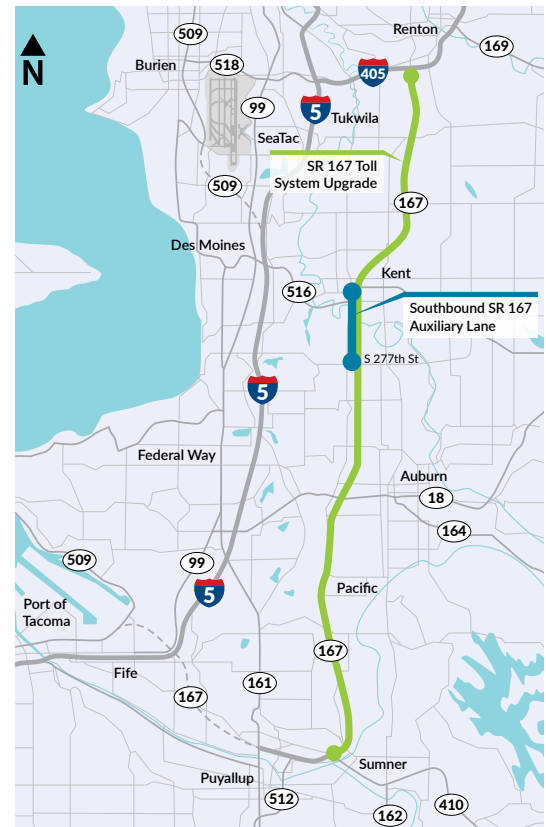 Renton
509
169
Burien
518
405
N
99
5
Tukwila
SeaTac
SR 167 Toll
System Upgrade
509
167
Des Moines
Kent
516
Southbound SR 167
Auxiliary Lane
S 277th St
5
Federal Way
Auburn
18
164
509
99
5
Pacific
Port of
Tacoma
167
Fife
161
167
Sumner
Puyallup
512
162
410